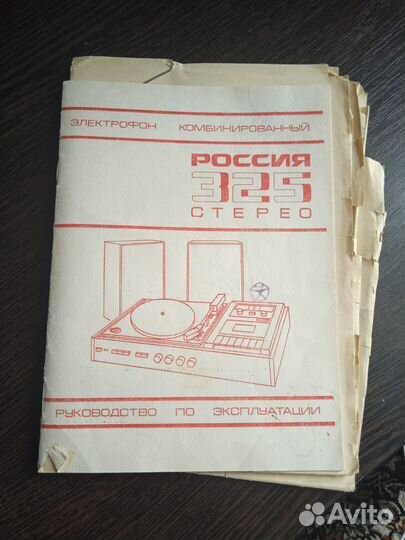 ЭЛЕКТРОФОН КОМБИНИРОВАННЫЙ
РОССИЯ
325
СТЕРЕО
РУКОВОДСТВО ПО ЭКСПЛУАТАЦИИ
Avito